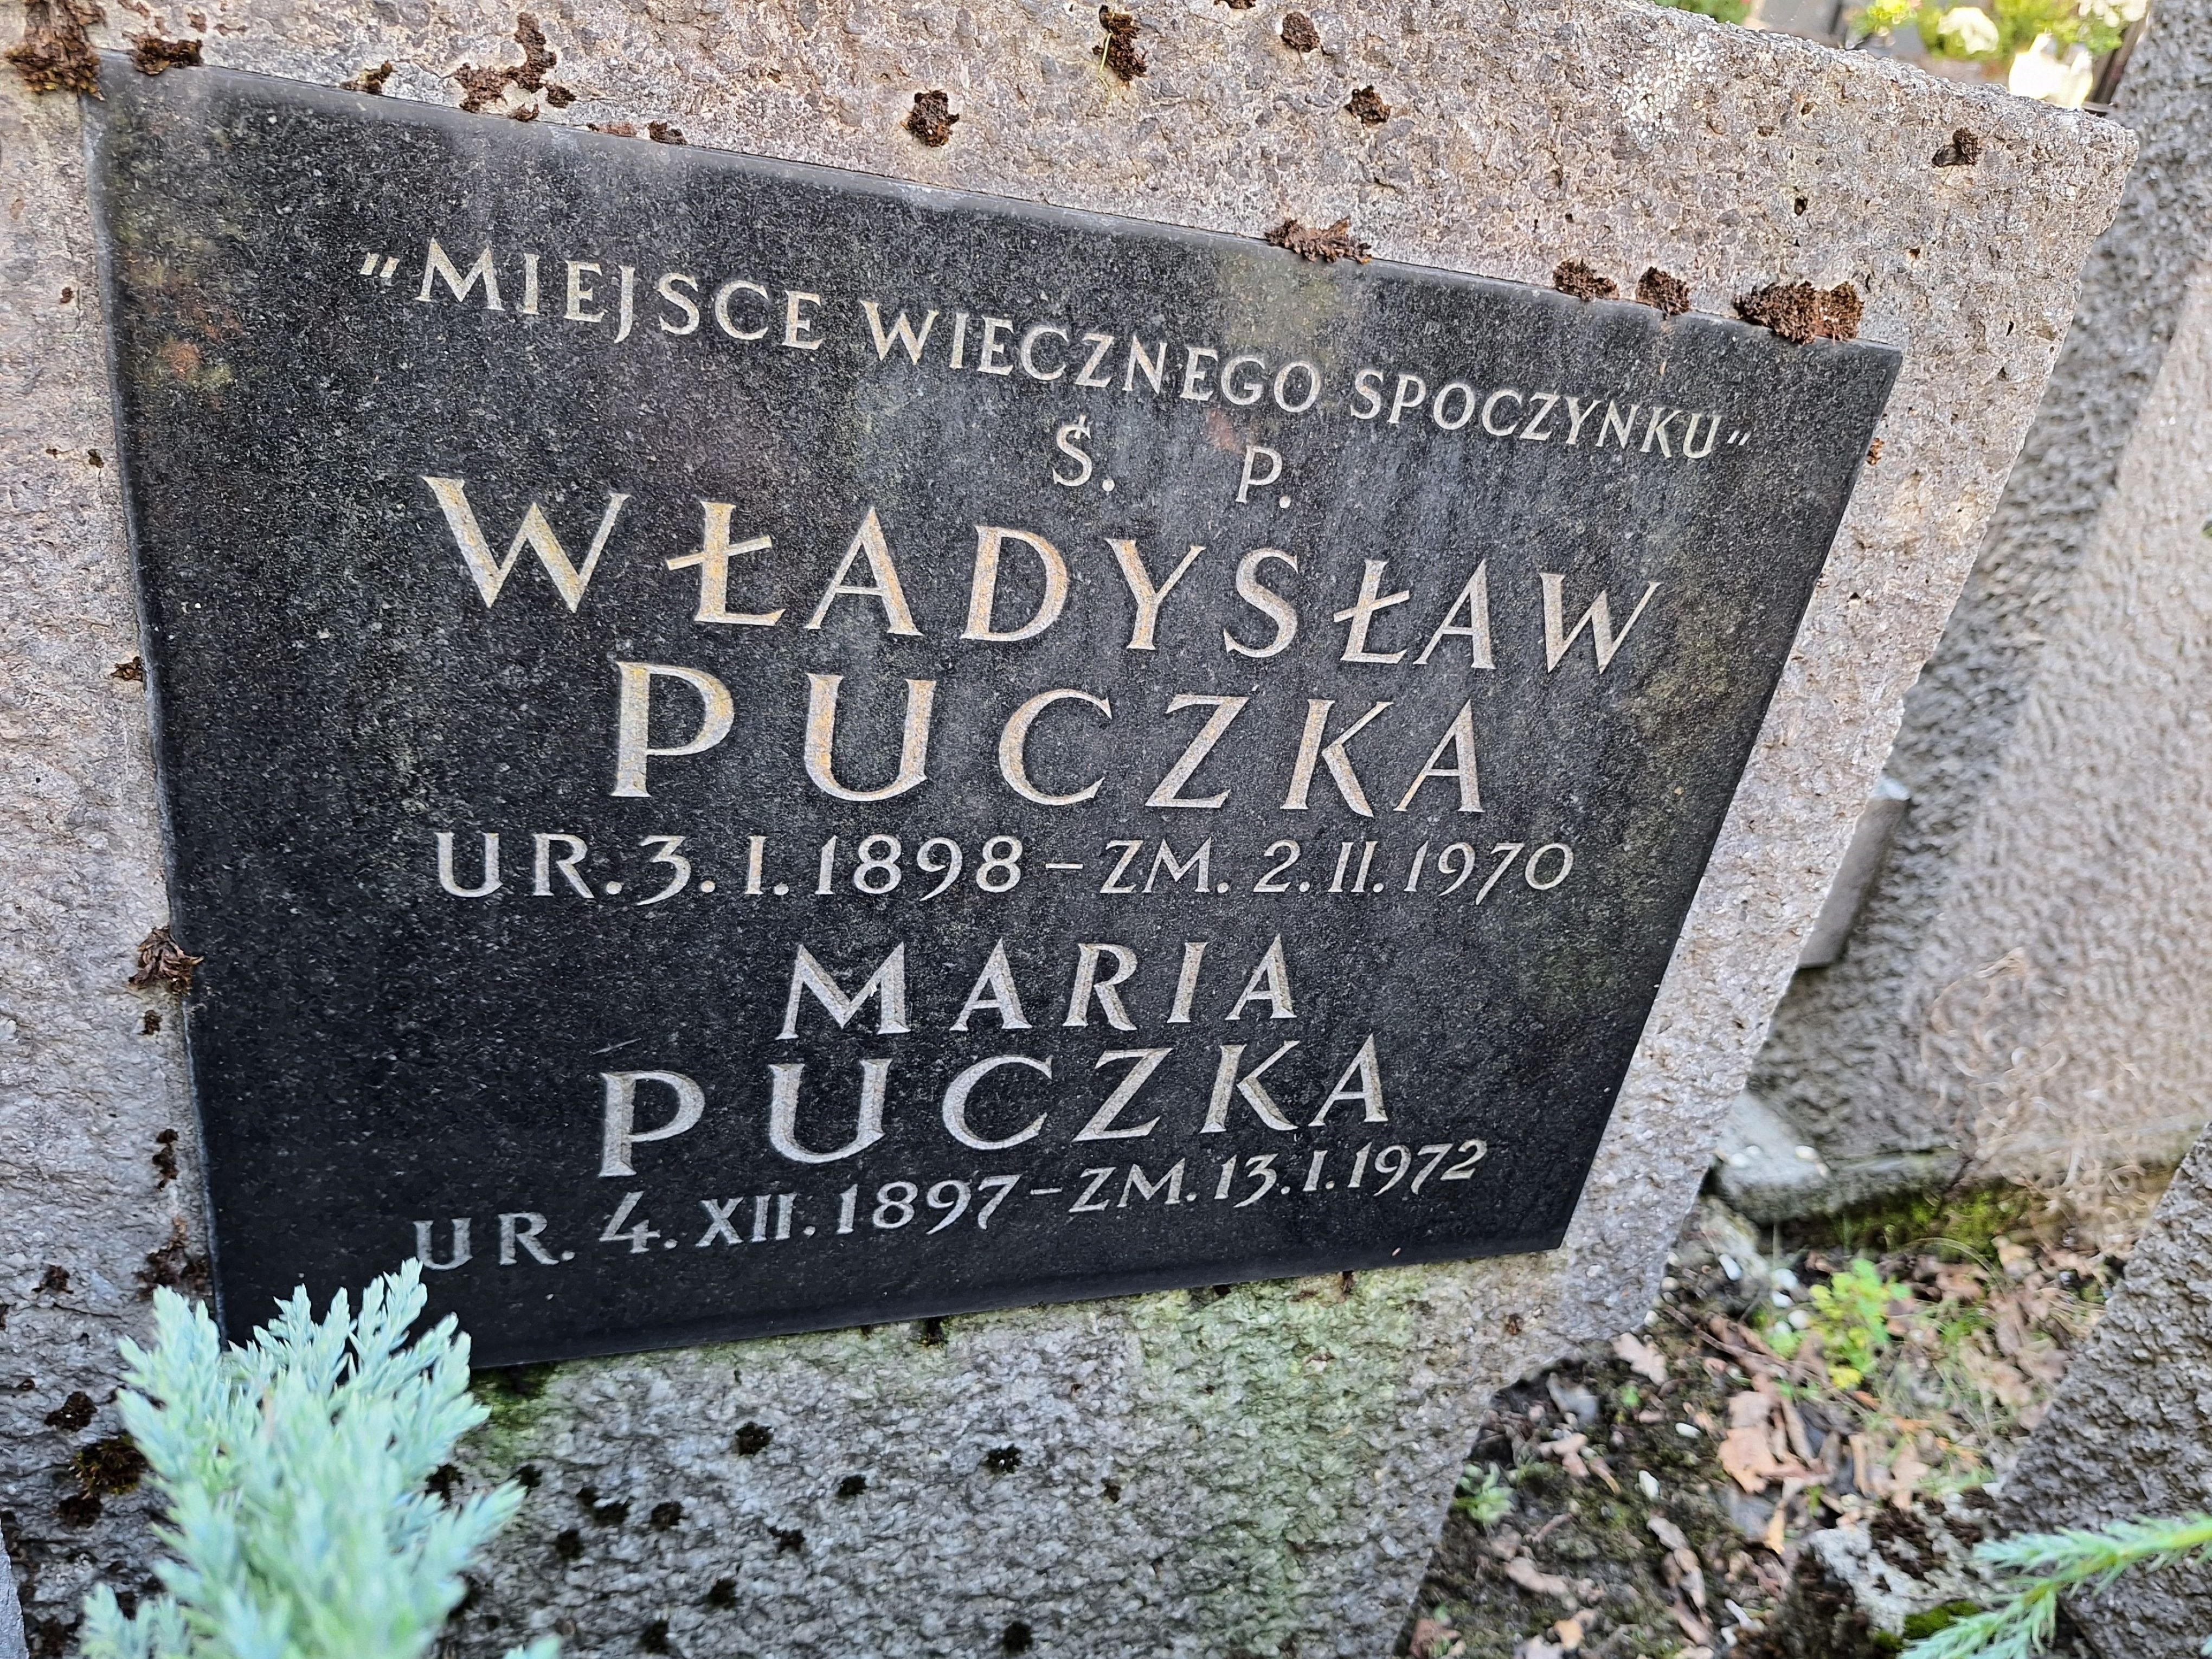 "MIEJSCE WIECZNEGO SPOCZYNKU"
Ś. P.
WŁADYSŁAW
PUCZKA
UR. 3. I. 1898 – ZM. 2. II. 1970
MARIA
PUCZKA
UR. 4. XII. 1897 – ZM. 13. I. 1972